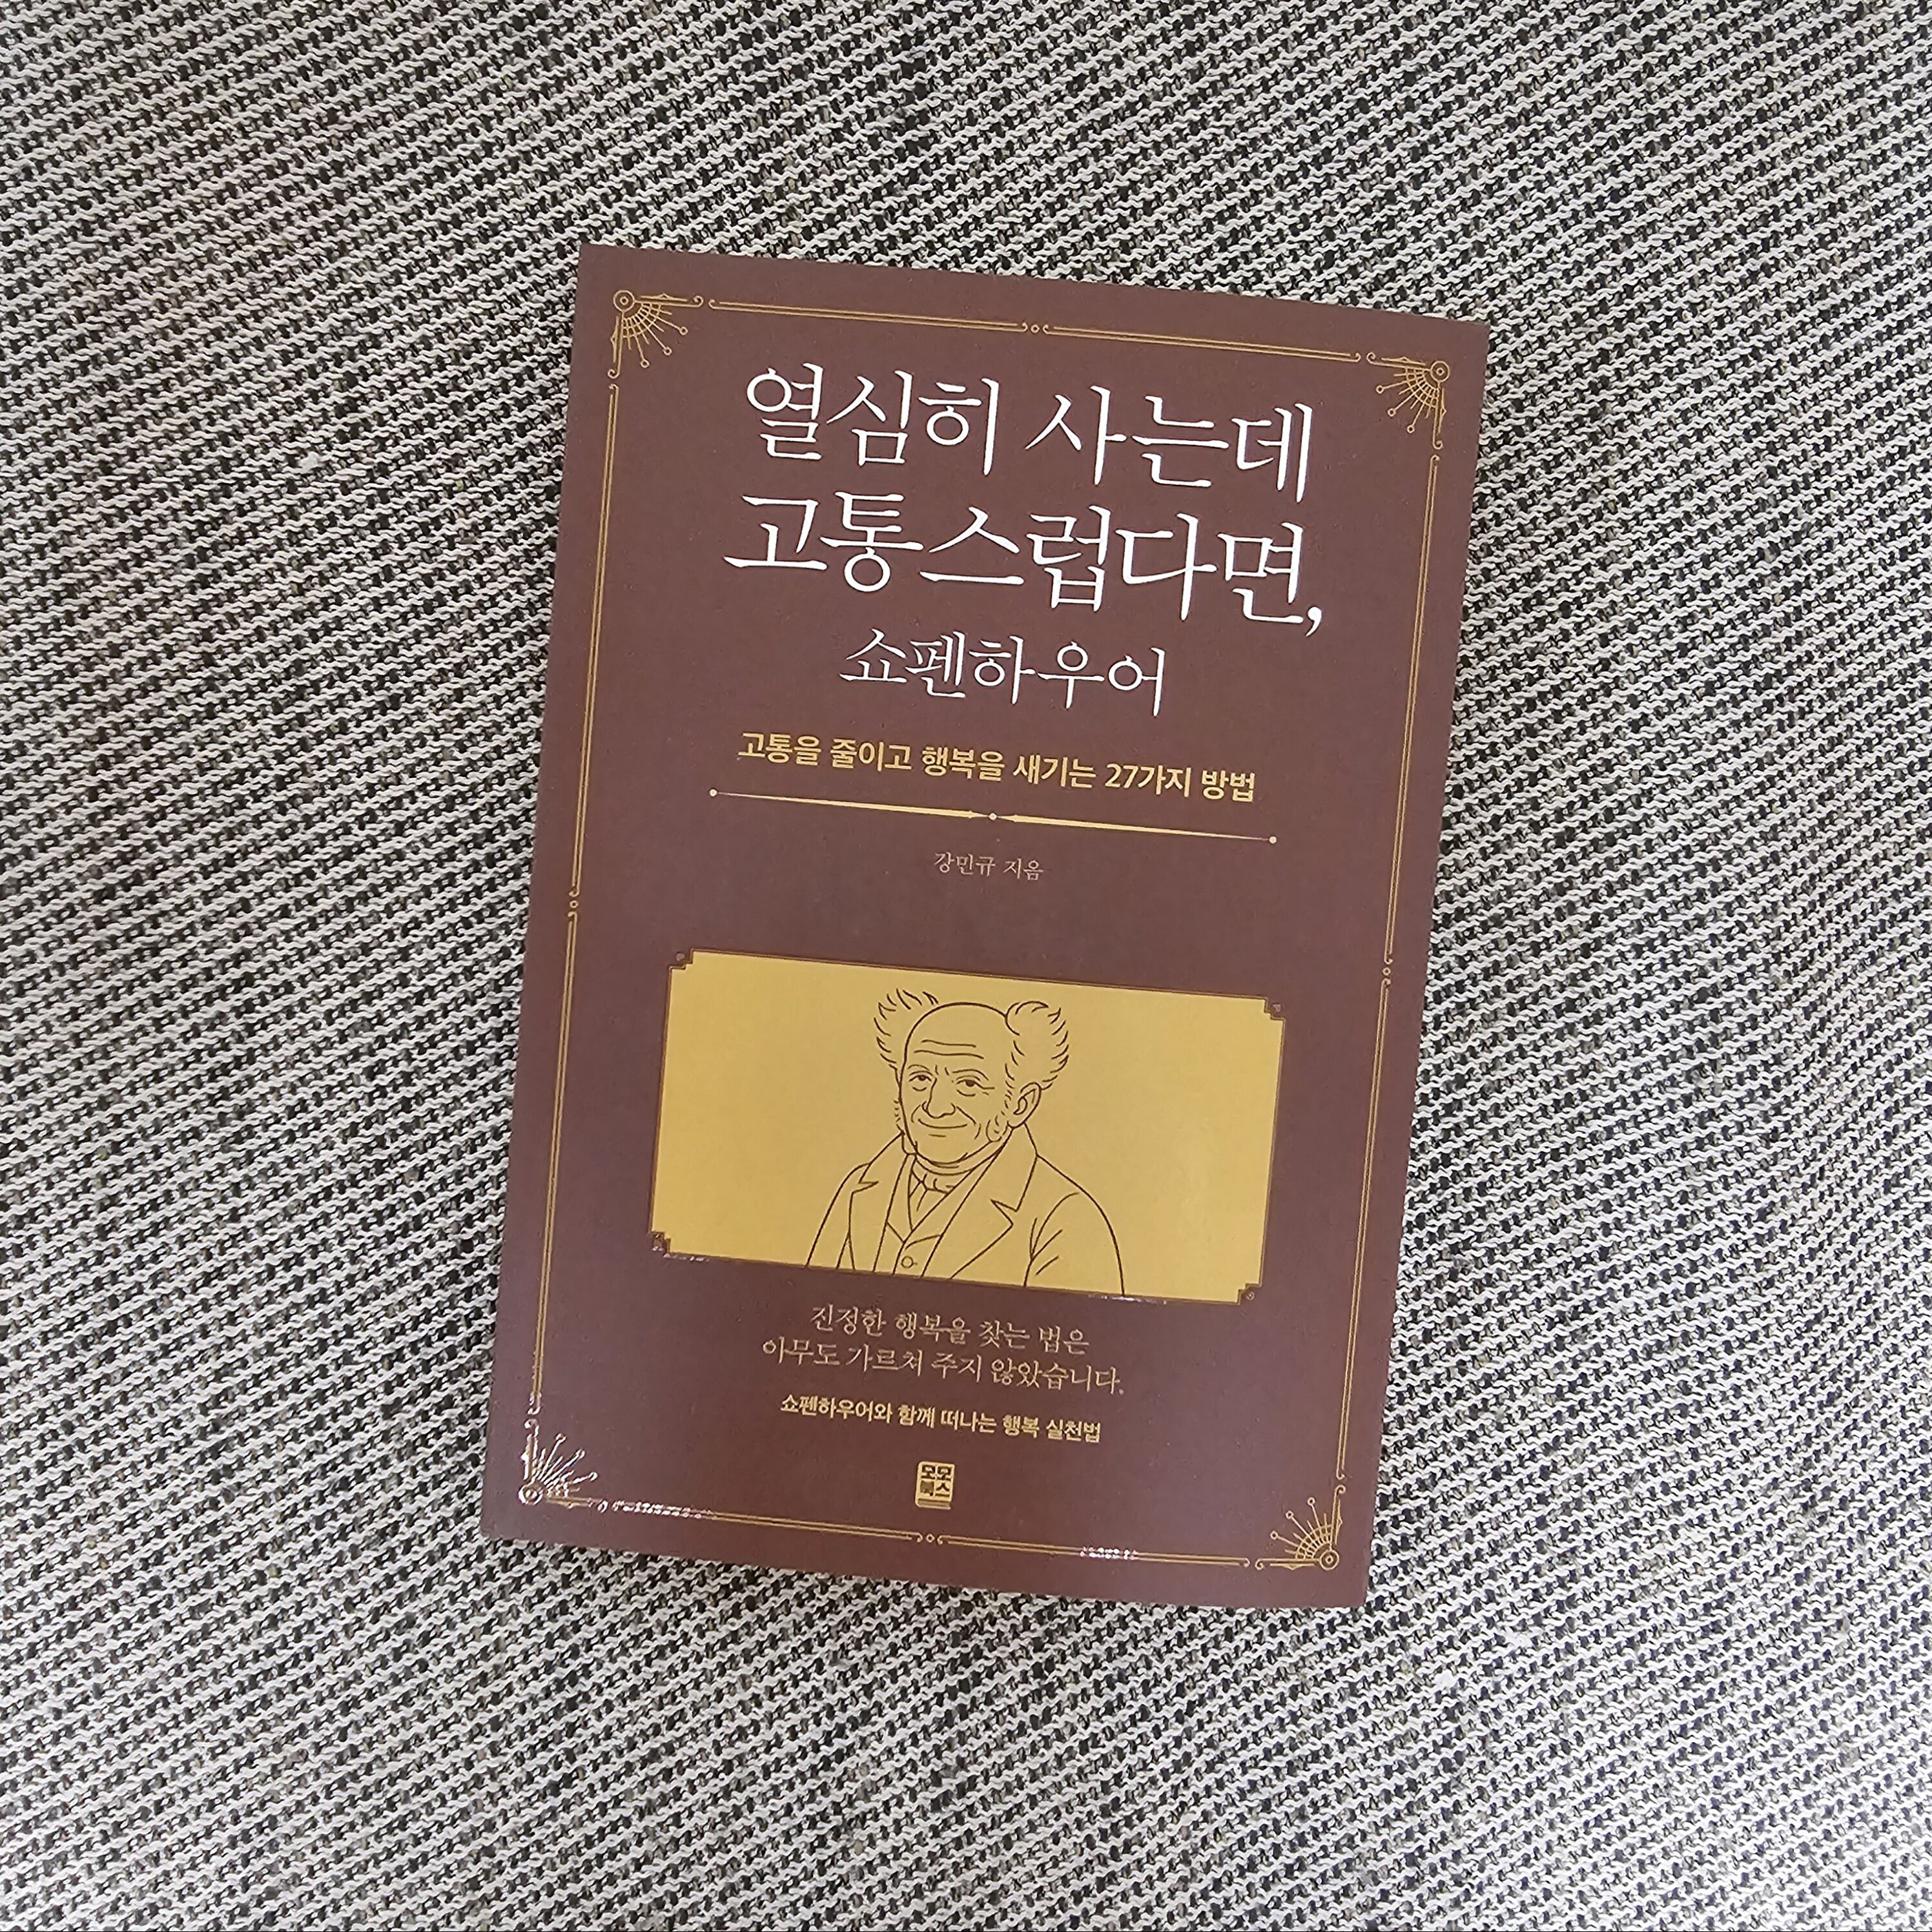 열심히 사는데
고통스럽다면,
쇼펜하우어
고통을 줄이고 행복을 새기는 27가지 방법
강민규 지음
진정한 행복을 찾는 법은
아무도 가르쳐 주지 않았습니다.
쇼펜하우어와 함께 떠나는 행복 실천법
모모
북스